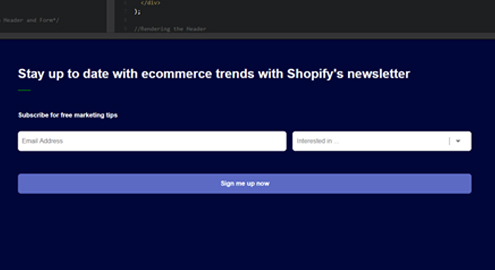 </div>
);
Header and Form*/
//Rendering the Header
Stay up to date with ecommerce trends with Shopify's newsletter
Subscribe for free marketing tips
Email Address
Interested in ...
Sign me up now